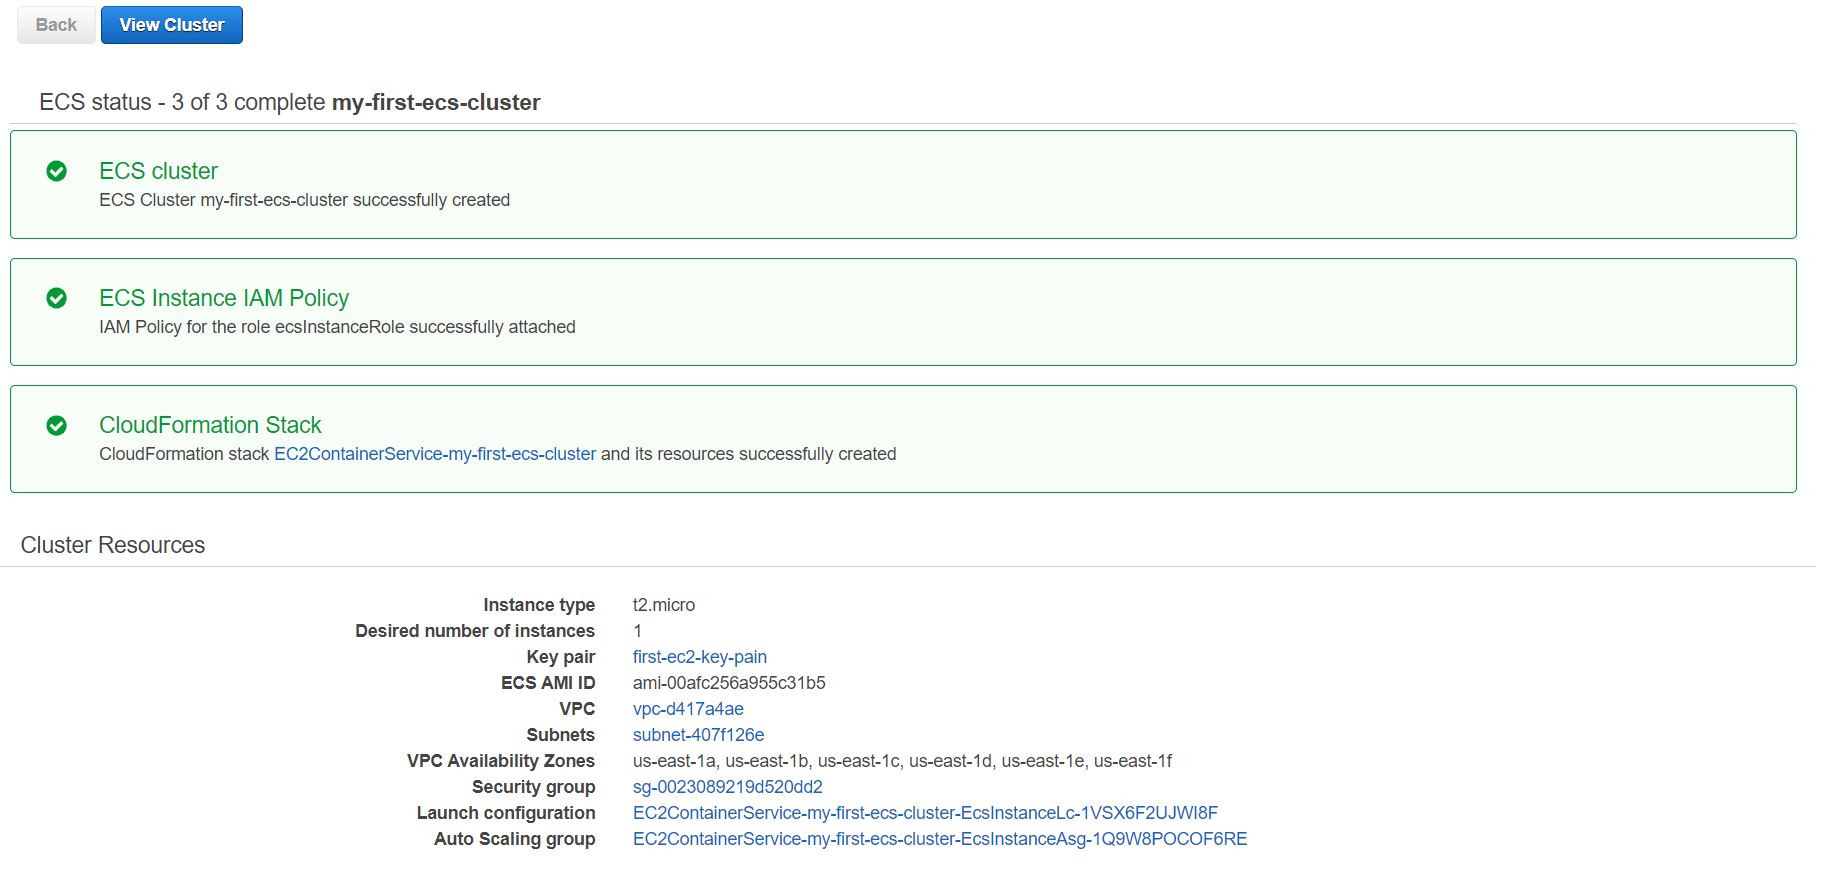 Back View Cluster
ECS status - 3 of 3 complete my-first-ecs-cluster
ECS cluster
ECS Cluster my-first-ecs-cluster successfully created
ECS Instance IAM Policy
IAM Policy for the role ecsInstanceRole successfully attached
CloudFormation Stack
CloudFormation stack EC2ContainerService-my-first-ecs-cluster and its resources successfully created
Cluster Resources
Instance type t2.micro
Desired number of instances 1
Key pair first-ec2-key-pain
ECS AMI ID ami-00afc256a955c31b5
VPC vpc-d417a4ae
Subnets subnet-407f126e
VPC Availability Zones us-east-1a, us-east-1b, us-east-1c, us-east-1d, us-east-1e, us-east-1f
Security group sg-0023089219d520dd2
Launch configuration EC2ContainerService-my-first-ecs-cluster-EcsInstanceLc-1VSX6F2UJWI8F
Auto Scaling group EC2ContainerService-my-first-ecs-cluster-EcsInstanceAsg-1Q9W8POCOF6RE